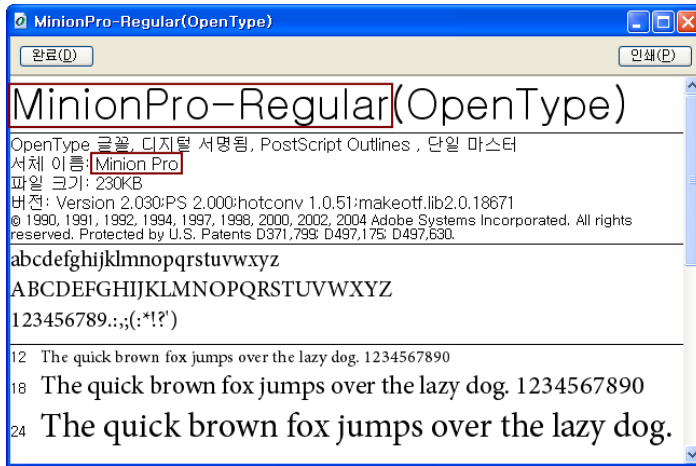 MinionPro-Regular(OpenType)
완료(D)
인쇄(P)
MinionPro-Regular(OpenType)
OpenType 글꼴, 디지털 서명됨, PostScript Outlines , 단일 마스터
서체 이름: Minion Pro
파일 크기: 230KB
버전: Version 2.030;PS 2.000;hotconv 1.0.51;makeotf.lib2.0.18671
© 1990, 1991, 1992, 1994, 1997, 1998, 2000, 2002, 2004 Adobe Systems Incorporated. All rights
reserved. Protected by U.S. Patents D371,799; D497,175; D497,630.
abcdefghijklmnopqrstuvwxyz
ABCDEFGHIJKLMNOPQRSTUVWXYZ
123456789.:,;(:*!?')
12 The quick brown fox jumps over the lazy dog. 1234567890
18 The quick brown fox jumps over the lazy dog. 1234567890
24 The quick brown fox jumps over the lazy dog.